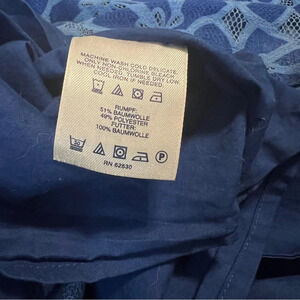 MACHINE WASH COLD DELICATE.
ONLY NON-CHLORINE BLEACH
WHEN NEEDED. TUMBLE DRY LOW.
COOL IRON IF NEEDED.
RUMPF:
51% BAUMWOLLE
49% POLYESTER
FUTTER:
100% BAUMWOLLE
P
RN 62630